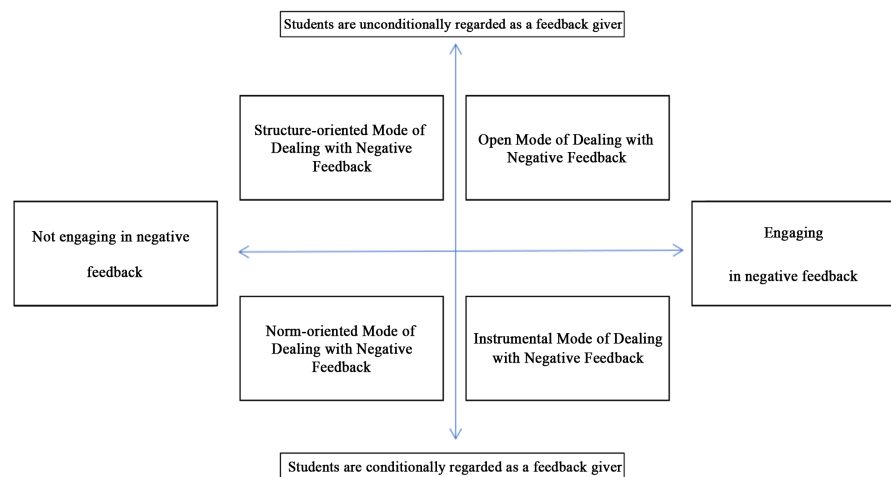 Students are unconditionally regarded as a feedback giver
Structure-oriented Mode of
Dealing with Negative
Feedback
Open Mode of Dealing with
Negative Feedback
Not engaging in negative
feedback
Engaging
in negative feedback
Norm-oriented Mode of
Dealing with Negative
Feedback
Instrumental Mode of Dealing
with Negative Feedback
Students are conditionally regarded as a feedback giver